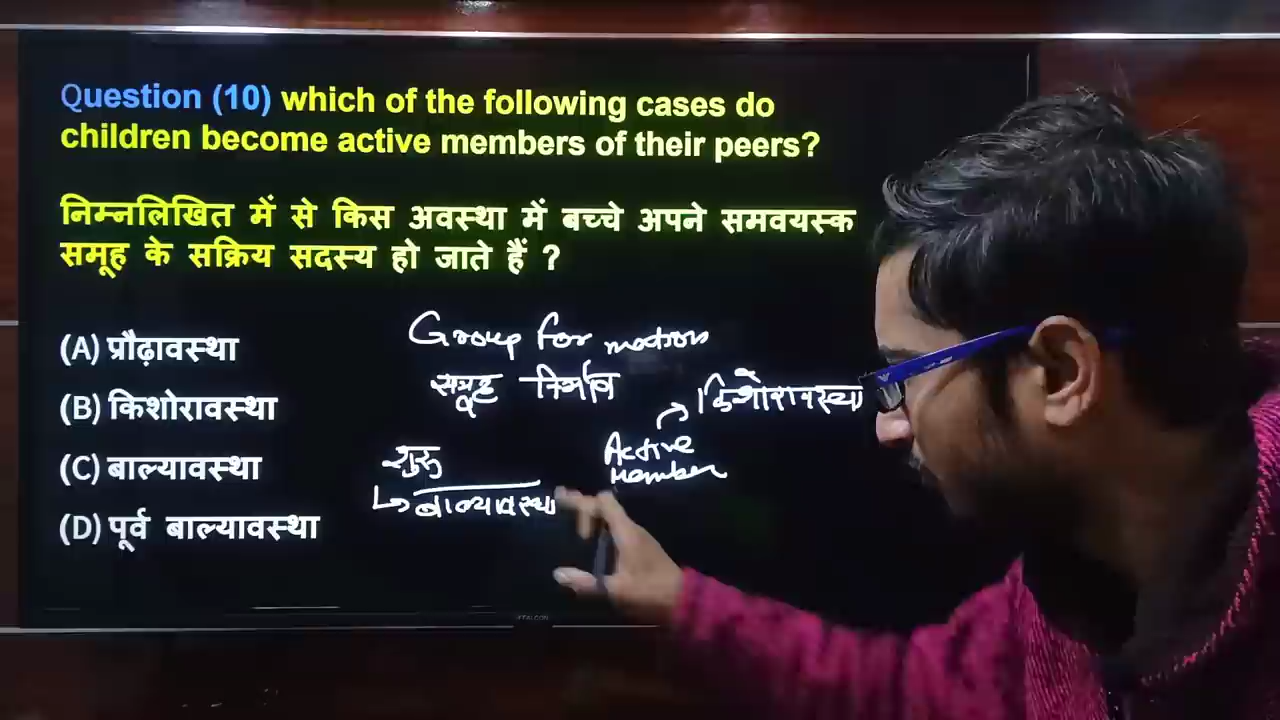 Question (10) which of the following cases do
children become active members of their peers?
निम्नलिखित में से किस अवस्था में बच्चे अपने समवयस्क
समूह के सक्रिय सदस्य हो जाते हैं ?
(A) प्रौढ़ावस्था
(B) किशोरावस्था
(C) बाल्यावस्था
(D) पूर्व बाल्यावस्था
Group for
समूह
किशोरावस्था
Active
Member
शुरू
बाल्यावस्था